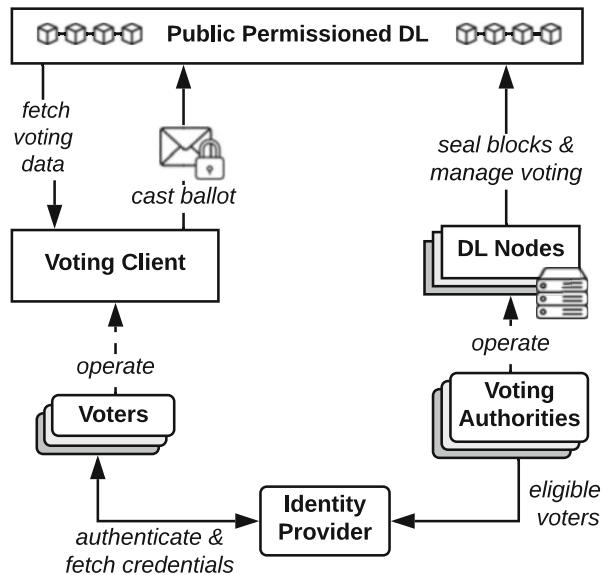 Public Permissioned DL
fetch
voting
data
cast ballot
seal blocks &
manage voting
Voting Client
DL Nodes
operate
operate
Voters
Voting
Authorities
Identity
Provider
eligible
voters
authenticate &
fetch credentials